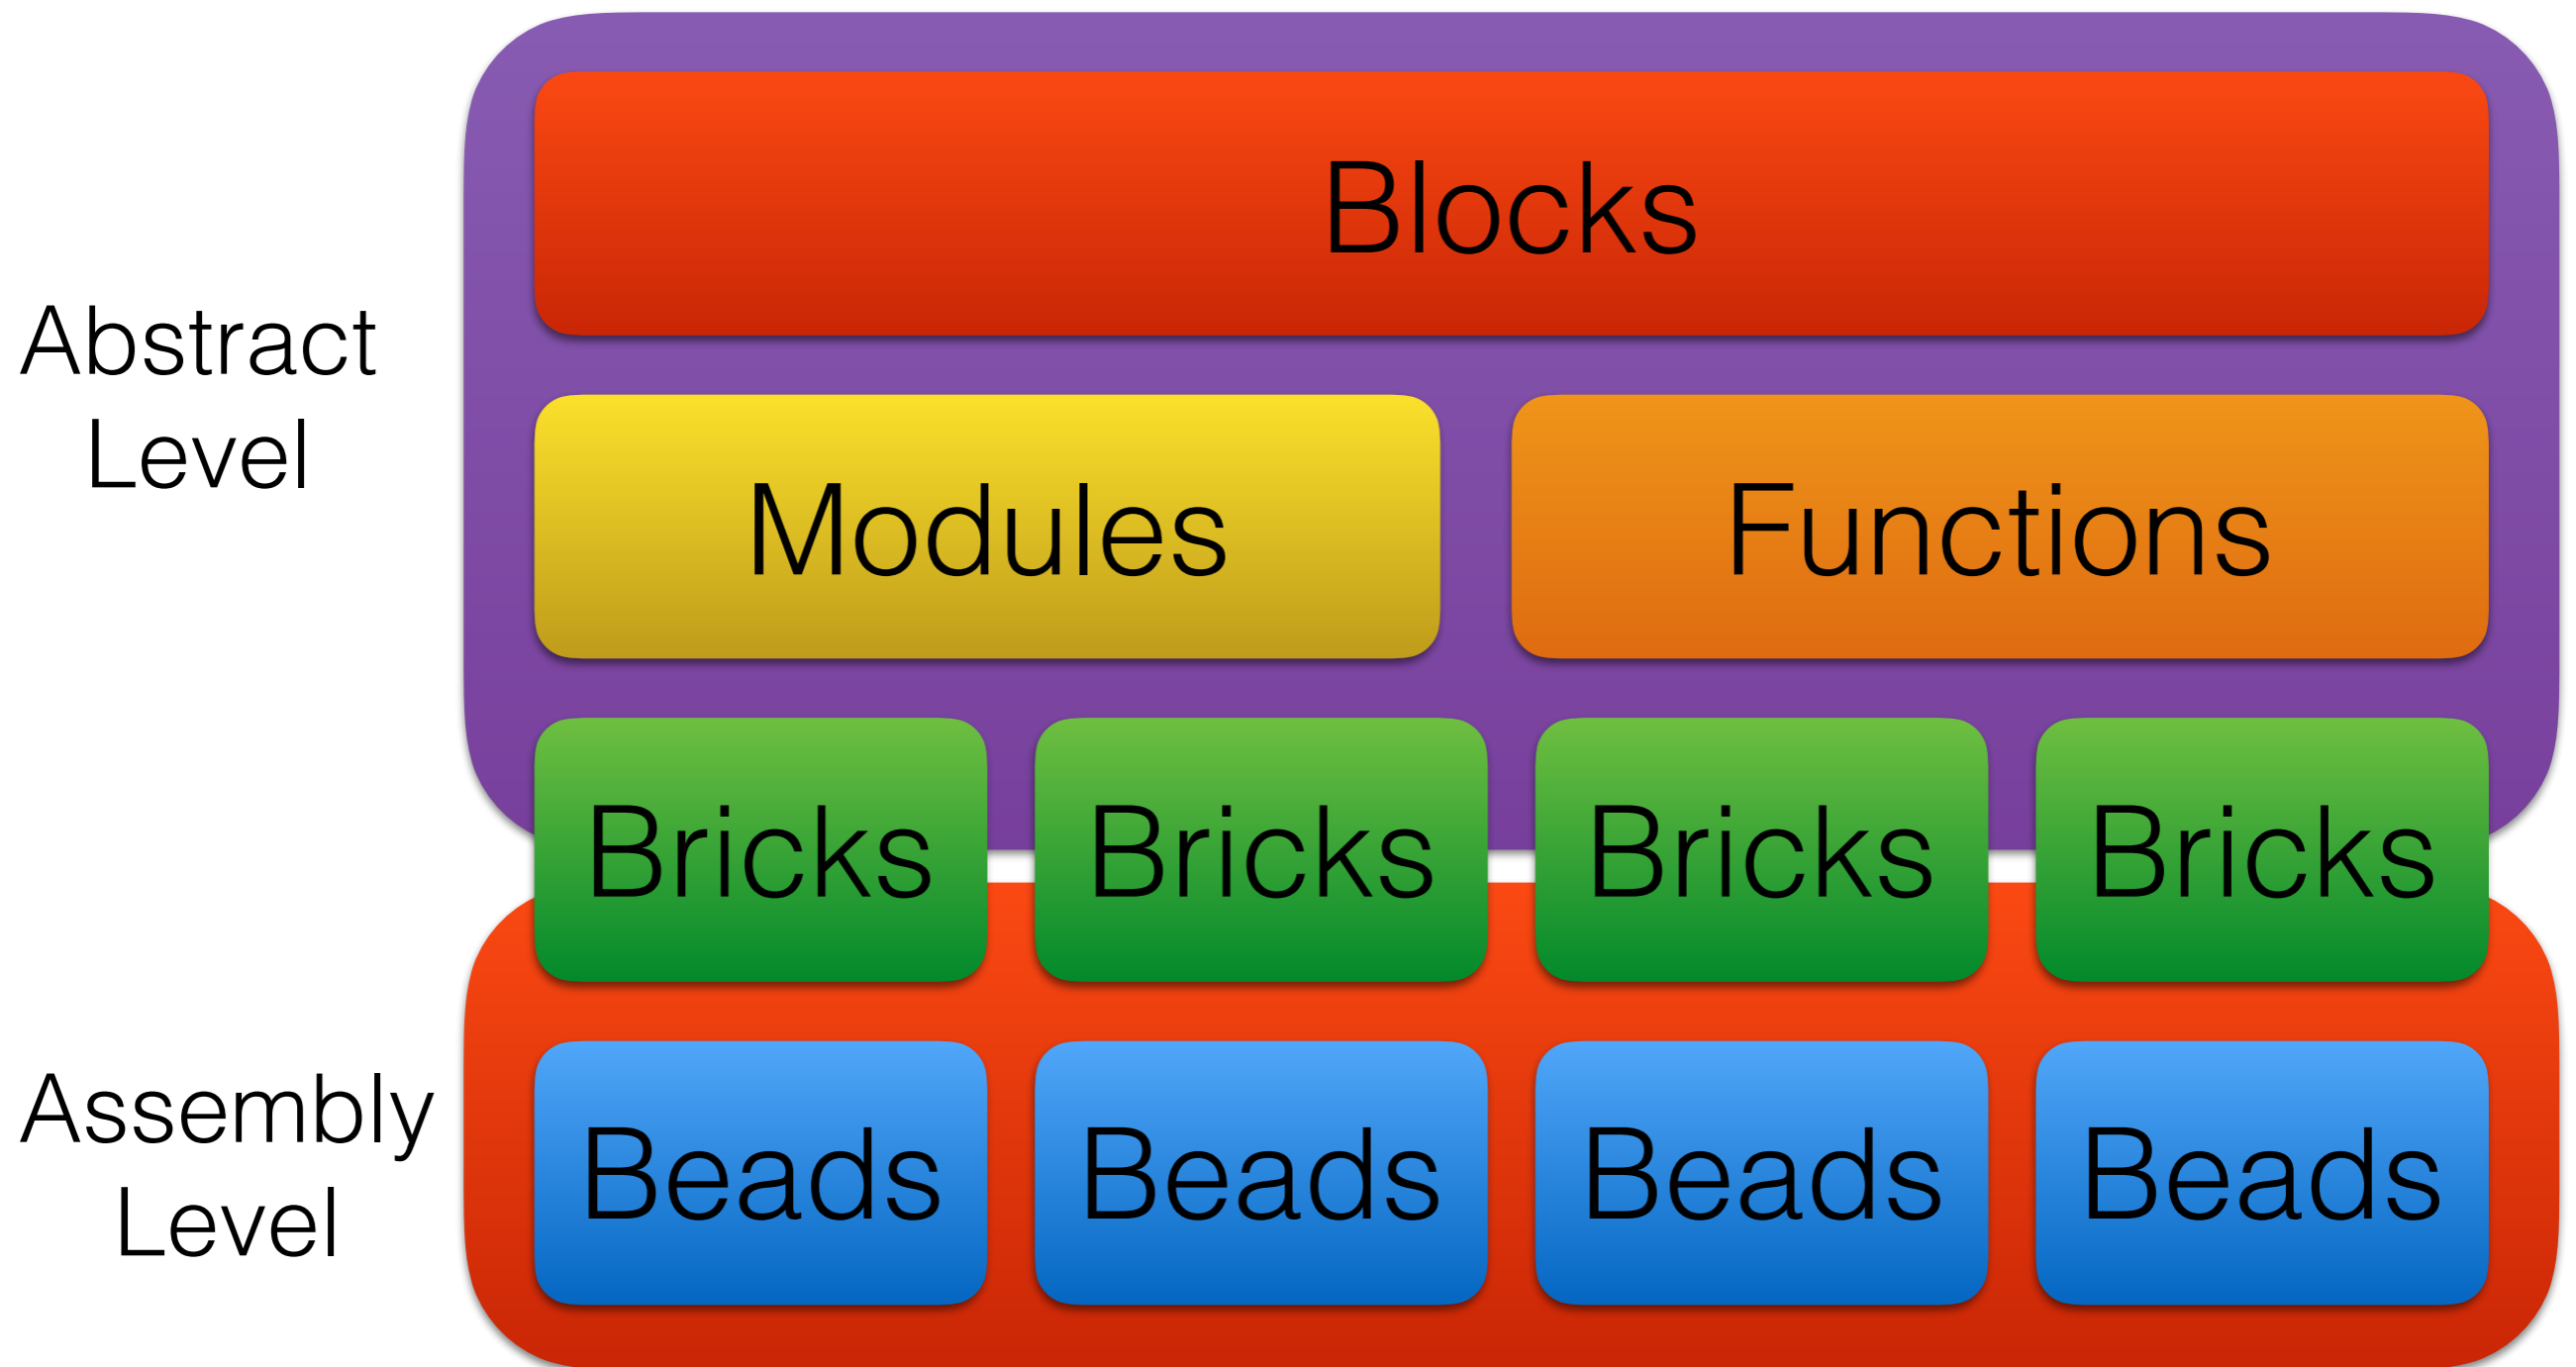 Blocks
Abstract
Level
Modules Functions
Bricks Bricks Bricks Bricks
Assembly
Level
Beads Beads Beads Beads